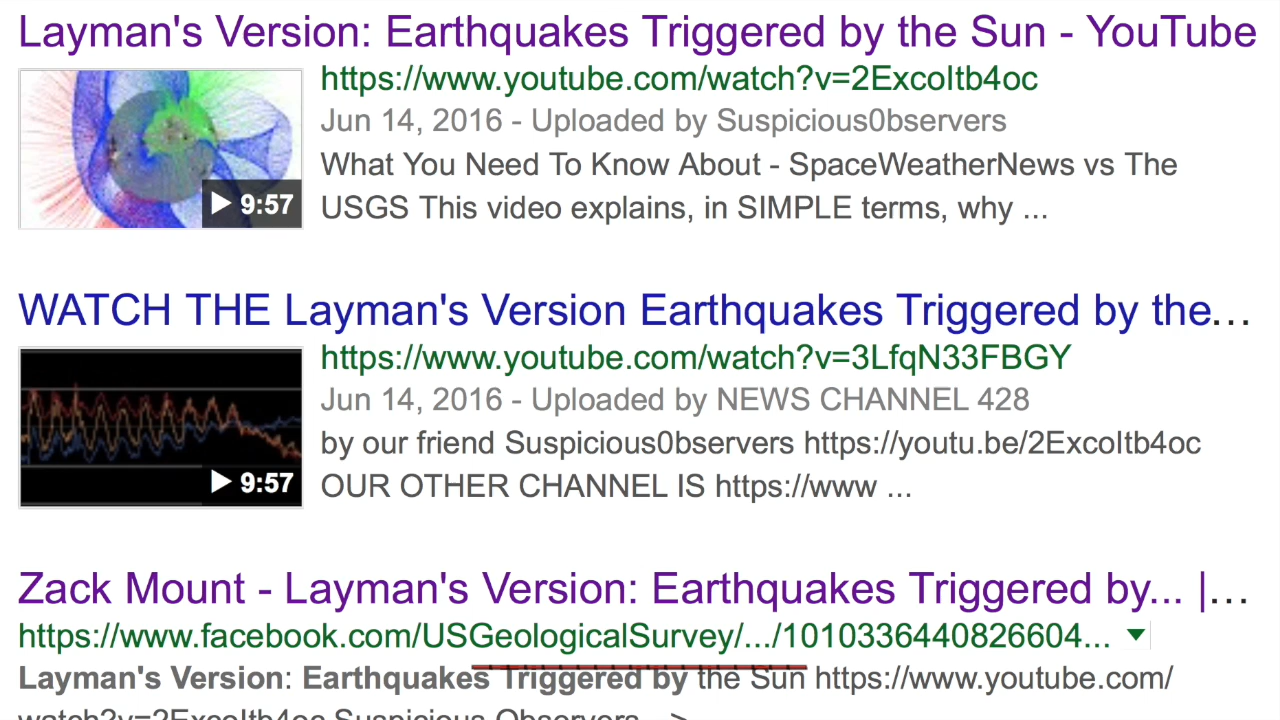 Layman's Version: Earthquakes Triggered by the Sun - YouTube
https://www.youtube.com/watch?v=2ExcoItb4oc
Jun 14, 2016 - Uploaded by Suspicious0bservers
What You Need To Know About - SpaceWeatherNews vs The
9:57
USGS This video explains, in SIMPLE terms, why ...
WATCH THE Layman's Version Earthquakes Triggered by the...
https://www.youtube.com/watch?v=3LfqN33FBGY
Jun 14, 2016 - Uploaded by NEWS CHANNEL 428
by our friend Suspicious0bservers https://youtu.be/2ExcoItb4oc
9:57
OUR OTHER CHANNEL IS https://www ...
Zack Mount - Layman's Version: Earthquakes Triggered by... |...
https://www.facebook.com/USGeologicalSurvey/.../1010336440826604...
Layman's Version: Earthquakes Triggered by the Sun https://www.youtube.com/
watch?v=2ExcoItb4oc Suspicious Observers --->